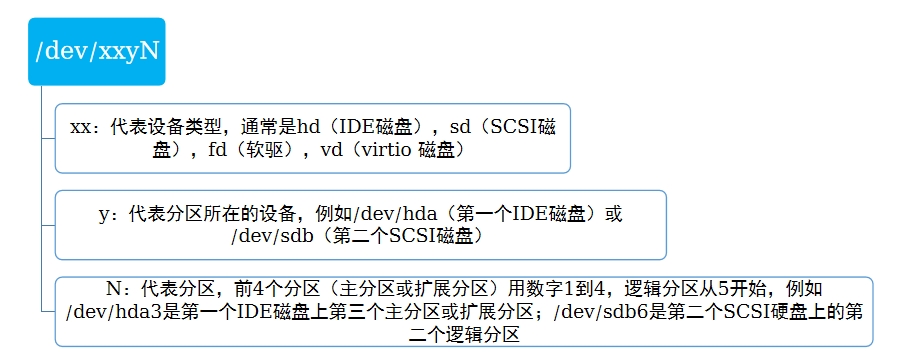 /dev/xxyN
xx：代表设备类型，通常是hd（IDE磁盘），sd（SCSI磁
盘），fd（软驱），vd（virtio 磁盘）
y：代表分区所在的设备，例如/dev/hda（第一个IDE磁盘）或
/dev/sdb（第二个SCSI磁盘）
N：代表分区，前4个分区（主分区或扩展分区）用数字1到4，逻辑分区从5开始，例如
/dev/hda3是第一个IDE磁盘上第三个主分区或扩展分区；/dev/sdb6是第二个SCSI硬盘上的第
二个逻辑分区